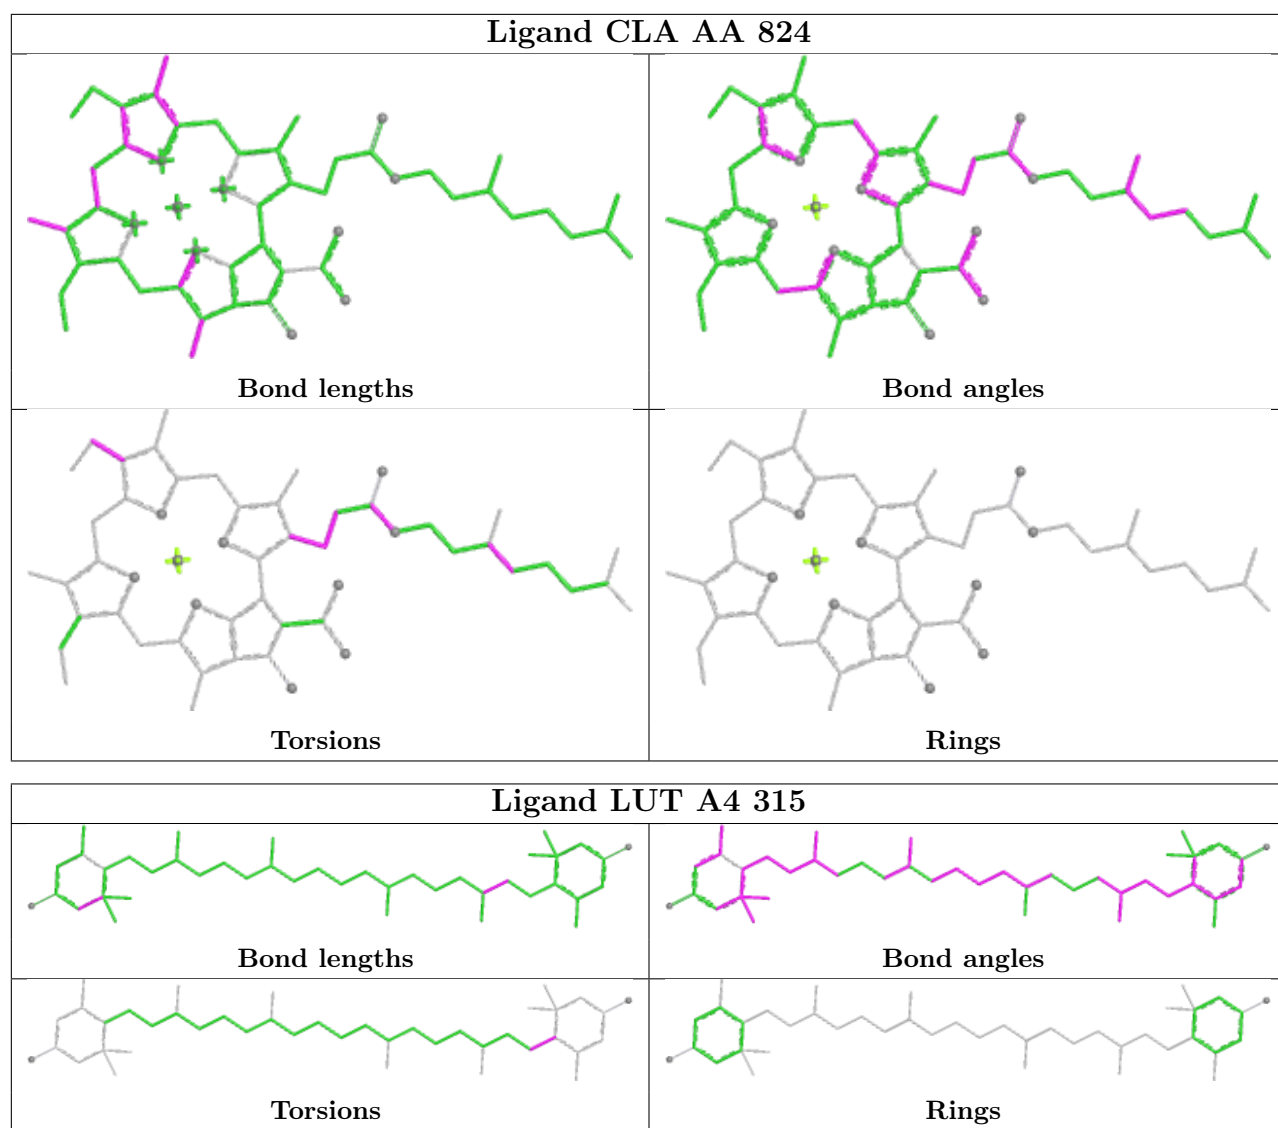 Ligand CLA AA 824
Bond lengths
Bond angles
Torsions
Rings
Ligand LUT A4 315
Bond lengths
Bond angles
Torsions
Rings